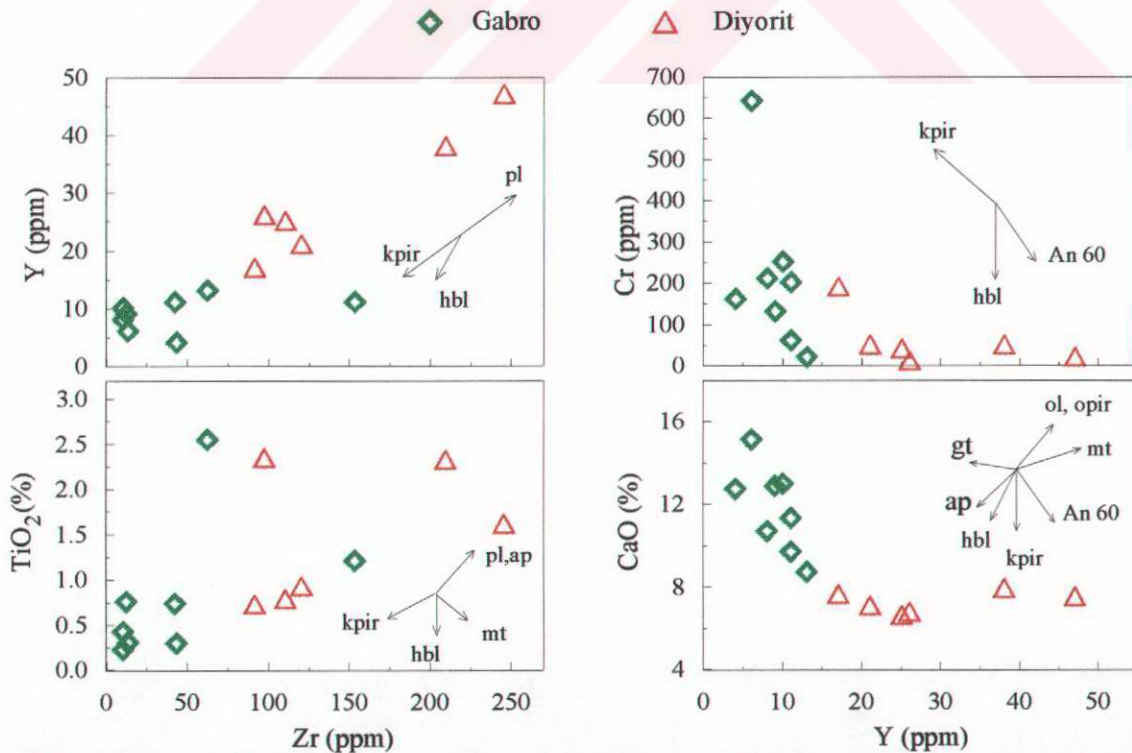 Gabro Diyorit
Y (ppm)
50
40
30
20
10
0
pl
kpir
hbl
Cr (ppm)
700
600
500
400
300
200
100
0
kpir
An 60
hbl
TiO2 (%)
3.0
2.5
2.0
1.5
1.0
0.5
0.0
pl,ap
kpir
mt
hbl
0 50 100 150 200 250
Zr (ppm)
CaO (%)
16
12
8
4
ol, opir
gt
mt
ap
An 60
hbl
kpir
0 10 20 30 40 50
Y (ppm)